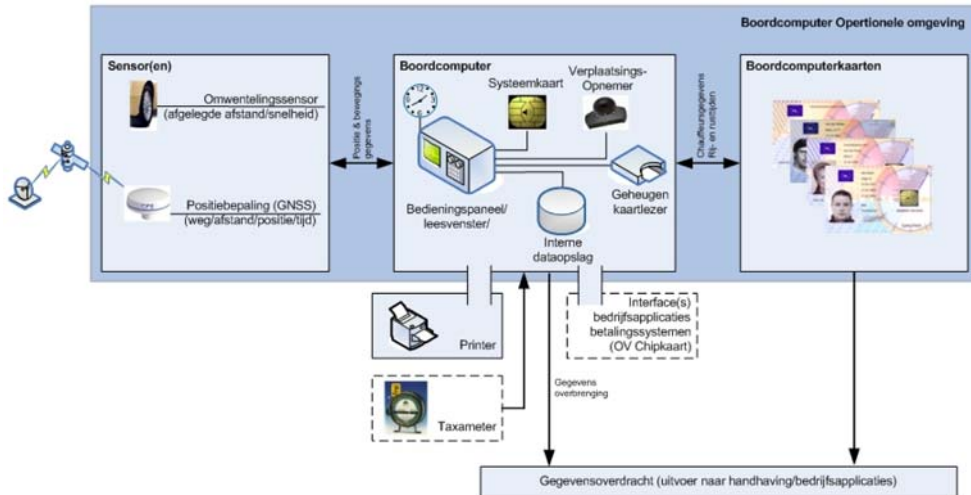 Boordcomputer Opertionele omgeving
Sensor(en)
Omwentelingssensor
(afgelegde afstand/snelheid)
Positiebepaling (GNSS)
(weg/afstand/positie/tijd)
Positie & bewegings
gegevens
Boordcomputer
Systeemkaart
Verplaatsings-
Opnemer
Bedieningspaneel/
leesvenster/
Interne
dataopslag
Geheugen
kaartlezer
Chauffeursgegevens
Rij- en rusttijden
Boordcomputerkaarten
Printer
Interface(s)
bedrijfsapplicaties
betalingssystemen
(OV Chipkaart)
Taxameter
Gegevens
overbrenging
Gegevensoverdracht (uitvoer naar handhaving/bedrijfsapplicaties)